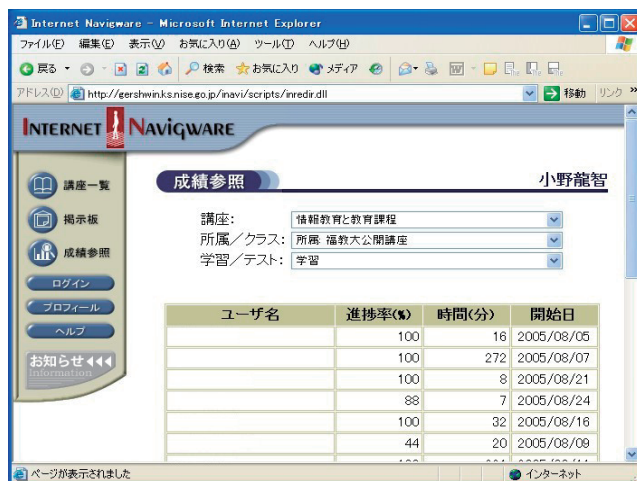 Internet Navigware - Microsoft Internet Explorer
ファイル(F) 編集(E) 表示(V) お気に入り(A) ツール(T) ヘルプ(H)
戻る 検索 お気に入り メディア
アドレス(D) http://gershwin.ks.nise.go.jp/inavi/scripts/inredir.dll 移動 リンク »
INTERNET NAVIGWARE
成績参照 小野龍智
講座一覧
掲示板
成績参照
ログイン
プロフィール
ヘルプ
お知らせ
Information
講座: 情報教育と教育課程
所属/クラス: 所属 福教大公開講座
学習/テスト: 学習
ユーザ名 進捗率(%) 時間(分) 開始日
100 16 2005/08/05
100 272 2005/08/07
100 8 2005/08/21
88 7 2005/08/24
100 32 2005/08/16
44 20 2005/08/09
ページが表示されました インターネット